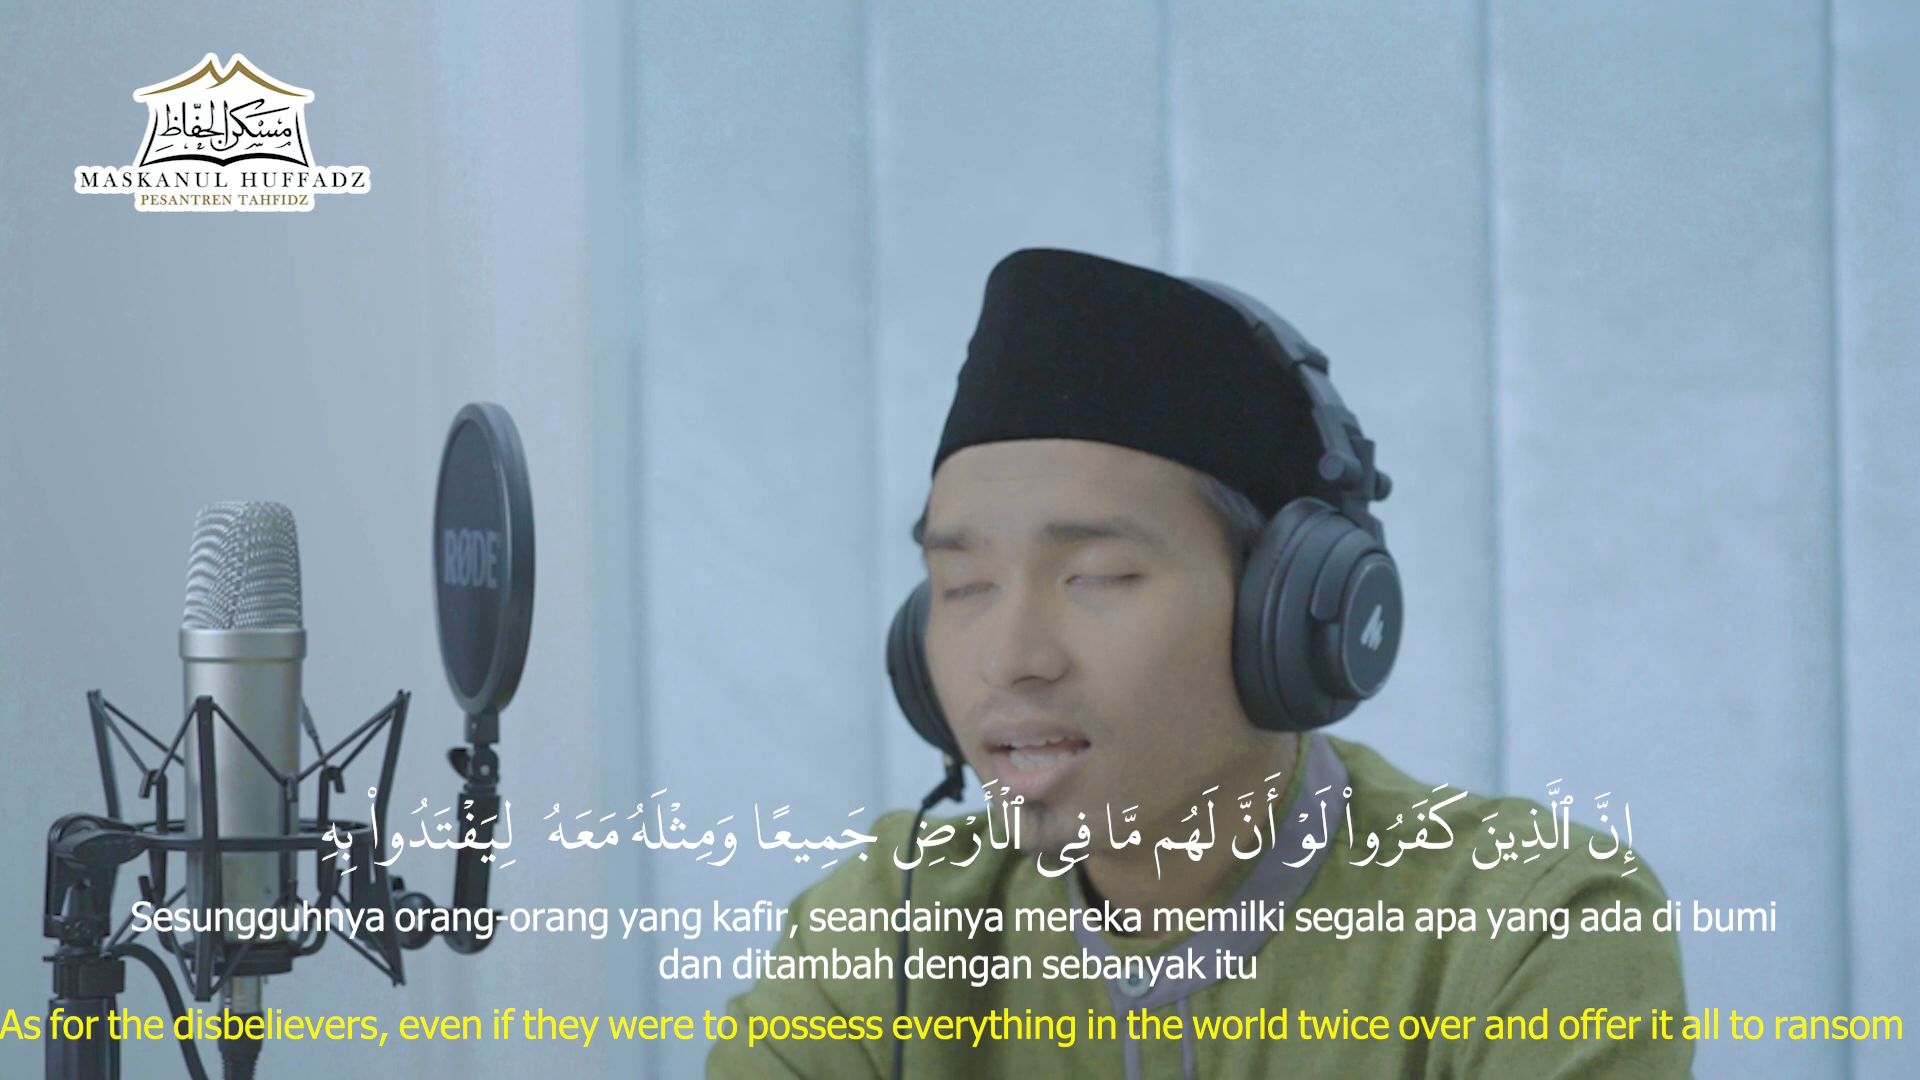 مسكن الحفاظ
MASKANUL HUFFADZ
PESANTREN TAHFIDZ
RØDE
إِنَّ ٱلَّذِينَ كَفَرُوا۟ لَوْ أَنَّ لَهُم مَّا فِى ٱلْأَرْضِ جَمِيعًا وَمِثْلَهُۥ مَعَهُۥ لِيَفْتَدُوا۟ بِهِۦ
Sesungguhnya orang-orang yang kafir, seandainya mereka memilki segala apa yang ada di bumi
dan ditambah dengan sebanyak itu
As for the disbelievers, even if they were to possess everything in the world twice over and offer it all to ransom